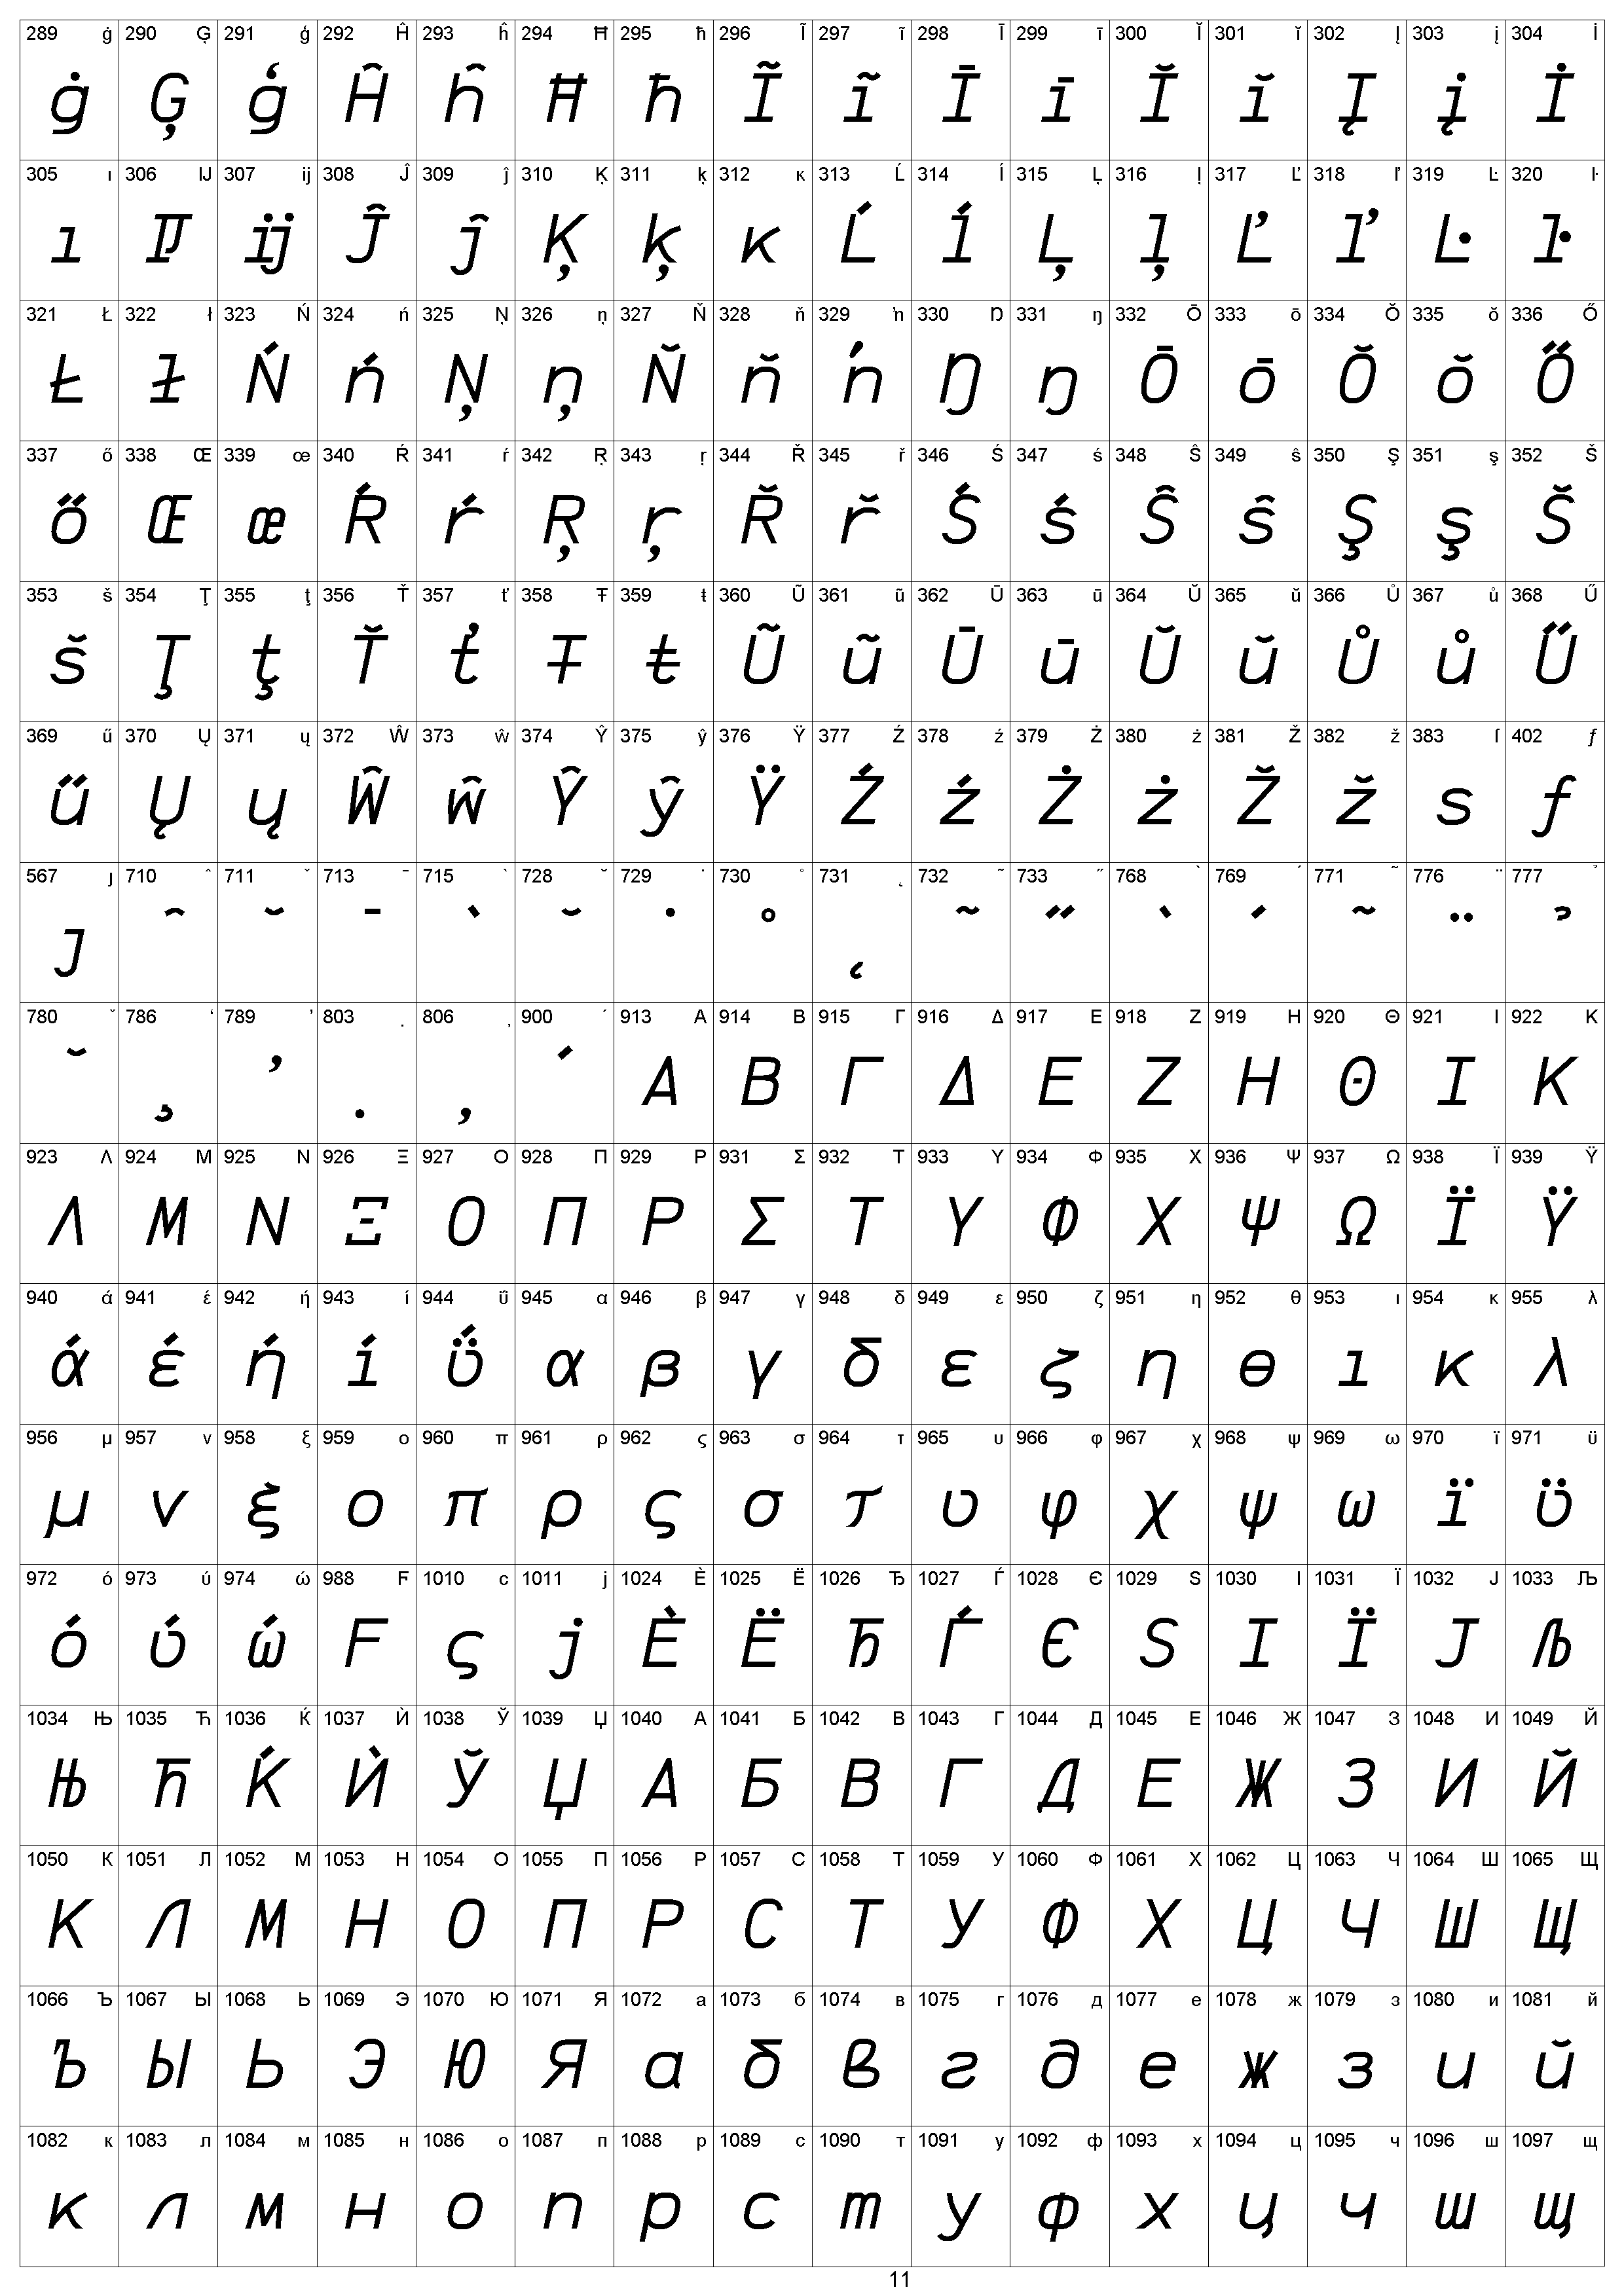 289 ġ 290 Ģ 291 ģ 292 Ĥ 293 ĥ 294 Ħ 295 ħ 296 Ĩ 297 ĩ 298 Ī 299 ī 300 Ĭ 301 ĭ 302 Į 303 į 304 İ
ġ Ģ ģ Ĥ ĥ Ħ ħ Ĩ ĩ Ī ī Ĭ ĭ Į į İ
305 ı 306 Ĳ 307 ĳ 308 Ĵ 309 ĵ 310 Ķ 311 ķ 312 ĸ 313 Ĺ 314 ĺ 315 Ļ 316 ļ 317 Ľ 318 ľ 319 Ŀ 320 ŀ
ı Ĳ ĳ Ĵ ĵ Ķ ķ ĸ Ĺ ĺ Ļ ļ Ľ ľ Ŀ ŀ
321 Ł 322 ł 323 Ń 324 ń 325 Ņ 326 ņ 327 Ň 328 ň 329 ŉ 330 Ŋ 331 ŋ 332 Ō 333 ō 334 Ŏ 335 ŏ 336 Ő
Ł ł Ń ń Ņ ņ Ň ň ŉ Ŋ ŋ Ō ō Ŏ ŏ Ő
337 ő 338 Œ 339 œ 340 Ŕ 341 ŕ 342 Ŗ 343 ŗ 344 Ř 345 ř 346 Ś 347 ś 348 Ŝ 349 ŝ 350 Ş 351 ş 352 Š
ő Œ œ Ŕ ŕ Ŗ ŗ Ř ř Ś ś Ŝ ŝ Ş ş Š
353 š 354 Ţ 355 ţ 356 Ť 357 ť 358 Ŧ 359 ŧ 360 Ũ 361 ũ 362 Ū 363 ū 364 Ŭ 365 ŭ 366 Ů 367 ů 368 Ű
š Ţ ţ Ť ť Ŧ ŧ Ũ ũ Ū ū Ŭ ŭ Ů ů Ű
369 ű 370 Ų 371 ų 372 Ŵ 373 ŵ 374 Ŷ 375 ŷ 376 Ÿ 377 Ź 378 ź 379 Ż 380 ż 381 Ž 382 ž 383 ſ 402 ƒ
ű Ų ų Ŵ ŵ Ŷ ŷ Ÿ Ź ź Ż ż Ž ž s ƒ
567 ȷ 710 ˆ 711 ˇ 713 ˉ 715 ˋ 728 ˘ 729 ˙ 730 ˚ 731 ˛ 732 ˜ 733 ˝ 768 ̀ 769 ́ 771 ̃ 776 ̈ 777 ̉
ȷ ˆ ˇ ˉ ˋ ˘ ˙ ˚ ˛ ˜ ˝ ̀ ́ ̃ ̈ ̉
780 ̌ 786 ̒ 789 ̕ 803 ̣ 806 ̦ 900 ΄ 913 Α 914 Β 915 Γ 916 Δ 917 Ε 918 Ζ 919 Η 920 Θ 921 Ι 922 Κ
̌ ̒ ̕ ̣ ̦ ΄ Α Β Γ Δ Ε Ζ Η Θ Ι Κ
923 Λ 924 Μ 925 Ν 926 Ξ 927 Ο 928 Π 929 Ρ 931 Σ 932 Τ 933 Υ 934 Φ 935 Χ 936 Ψ 937 Ω 938 Ϊ 939 Ϋ
Λ Μ Ν Ξ Ο Π Ρ Σ Τ Υ Φ Χ Ψ Ω Ϊ Ϋ
940 ά 941 έ 942 ή 943 ί 944 ΰ 945 α 946 β 947 γ 948 δ 949 ε 950 ζ 951 η 952 θ 953 ι 954 κ 955 λ
ά έ ή ί ΰ α β γ δ ε ζ η θ ι κ λ
956 μ 957 ν 958 ξ 959 ο 960 π 961 ρ 962 ς 963 σ 964 τ 965 υ 966 φ 967 χ 968 ψ 969 ω 970 ϊ 971 ϋ
μ ν ξ ο π ρ ς σ τ υ φ χ ψ ω ϊ ϋ
972 ό 973 ύ 974 ώ 988 Ϝ 1010 ϲ 1011 ϳ 1024 Ѐ 1025 Ё 1026 Ђ 1027 Ѓ 1028 Є 1029 Ѕ 1030 І 1031 Ї 1032 Ј 1033 Љ
ό ύ ώ Ϝ ς ϳ Ѐ Ё Ђ Ѓ Є Ѕ І Ї Ј Љ
1034 Њ 1035 Ћ 1036 Ќ 1037 Ѝ 1038 Ў 1039 Џ 1040 А 1041 Б 1042 В 1043 Г 1044 Д 1045 Е 1046 Ж 1047 З 1048 И 1049 Й
Њ Ћ Ќ Ѝ Ў Џ А Б В Г Д Е Ж З И Й
1050 К 1051 Л 1052 М 1053 Н 1054 О 1055 П 1056 Р 1057 С 1058 Т 1059 У 1060 Ф 1061 Х 1062 Ц 1063 Ч 1064 Ш 1065 Щ
К Л М Н О П Р С Т У Ф Х Ц Ч Ш Щ
1066 Ъ 1067 Ы 1068 Ь 1069 Э 1070 Ю 1071 Я 1072 а 1073 б 1074 в 1075 г 1076 д 1077 е 1078 ж 1079 з 1080 и 1081 й
Ъ Ы Ь Э Ю Я а б в г д е ж з и й
1082 к 1083 л 1084 м 1085 н 1086 о 1087 п 1088 р 1089 с 1090 т 1091 у 1092 ф 1093 х 1094 ц 1095 ч 1096 ш 1097 щ
к л м н о п р с т у ф х ц ч ш щ
11